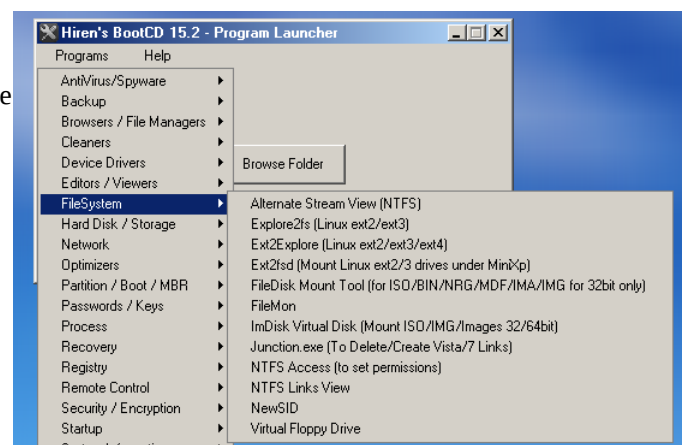 Hiren's BootCD 15.2 - Program Launcher
Programs Help
e
AntiVirus/Spyware
Backup
Browsers / File Managers
Cleaners
Device Drivers
Browse Folder
Editors / Viewers
FileSystem
Hard Disk / Storage
Network
Optimizers
Partition / Boot / MBR
Passwords / Keys
Process
Recovery
Registry
Remote Control
Security / Encryption
Startup
Alternate Stream View (NTFS)
Explore2fs (Linux ext2/ext3)
Ext2Explore (Linux ext2/ext3/ext4)
Ext2fsd (Mount Linux ext2/3 drives under MiniXp)
FileDisk Mount Tool (for ISO/BIN/NRG/MDF/IMA/IMG for 32bit only)
FileMon
ImDisk Virtual Disk (Mount ISO/IMG/Images 32/64bit)
Junction.exe (To Delete/Create Vista/7 Links)
NTFS Access (to set permissions)
NTFS Links View
NewSID
Virtual Floppy Drive